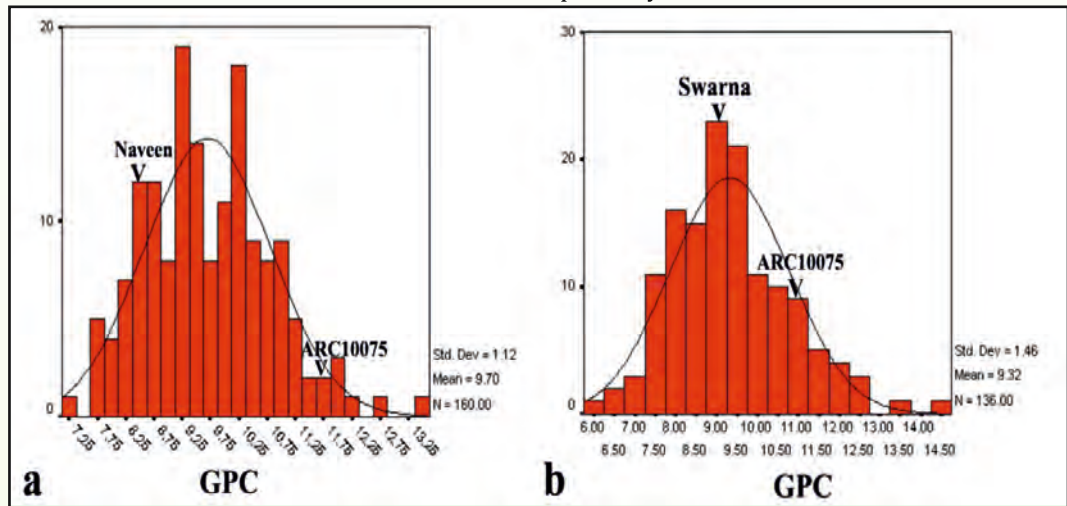 20
10
0
Naveen
ARC10075
Std. Dev = 1.12
Mean = 9.70
N = 160.00
7.25 7.75 8.25 8.75 9.25 9.75 10.25 10.75 11.25 11.75 12.25 12.75 13.25
a
GPC
30
20
10
0
Swarna
ARC10075
Std. Dev = 1.46
Mean = 9.32
N = 136.00
6.00 7.00 8.00 9.00 10.00 11.00 12.00 13.00 14.00
6.50 7.50 8.50 9.50 10.50 11.50 12.50 13.50 14.50
b
GPC